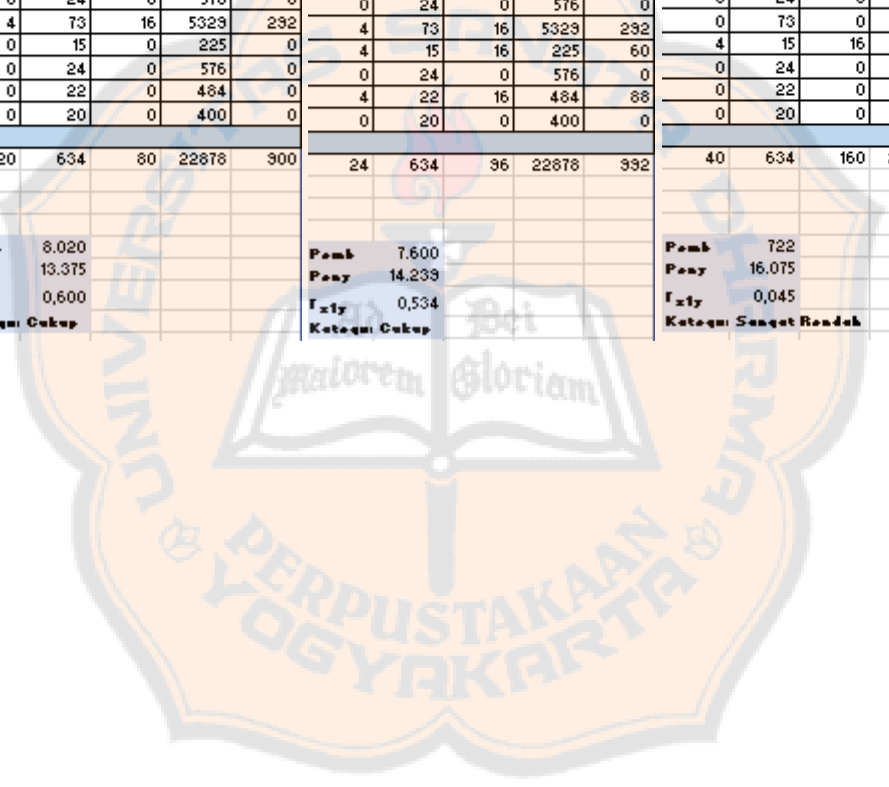 0 24 0 576 0
4 73 16 5329 292
0 15 0 225 0
0 24 0 576 0
0 22 0 484 0
0 20 0 400 0
20 634 80 22878 900
8.020
13.375
0,600
Cukup
0 24 0 576 0
4 73 16 5329 292
4 15 16 225 60
0 24 0 576 0
4 22 16 484 88
0 20 0 400 0
24 634 96 22878 992
Pemb 7.600
Peny 14.239
rx1y 0,534
Kategori Cukup
0 73 0
4 15 16
0 24 0
0 22 0
0 20 0
40 634 160
Pemb 722
Peny 16.075
rx1y 0,045
Kategori Sangat Rendah
UNIVERSITAS SANATA DHARMA
Ad Dei
Maiorem Gloriam
PERPUSTAKAAN
YOGYAKARTA